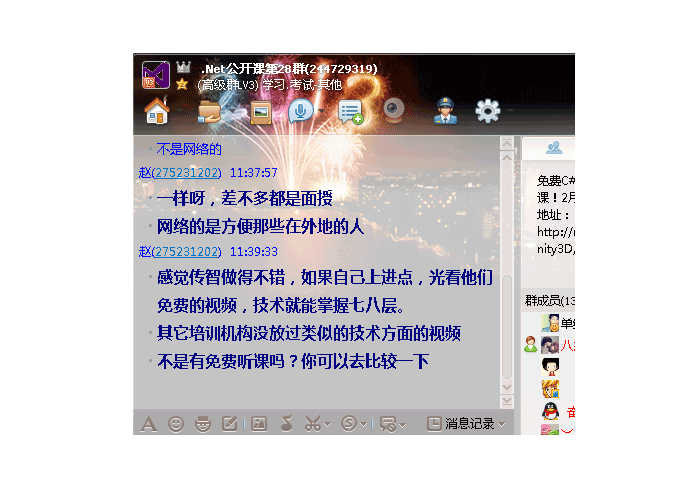 .Net公开课第28群(244729319)
(高级群.V3) 学习.考试-其他
不是网络的
赵(275231202) 11:37:57
一样呀，差不多都是面授
网络的是方便那些在外地的人
赵(275231202) 11:39:33
感觉传智做得不错，如果自己上进点，光看他们
免费的视频，技术就能掌握七八层。
其它培训机构没放过类似的技术方面的视频
不是有免费听课吗？你可以去比较一下
消息记录
免费C#
课！2月
地址：
http://
nity3D,
群成员(13
单
八